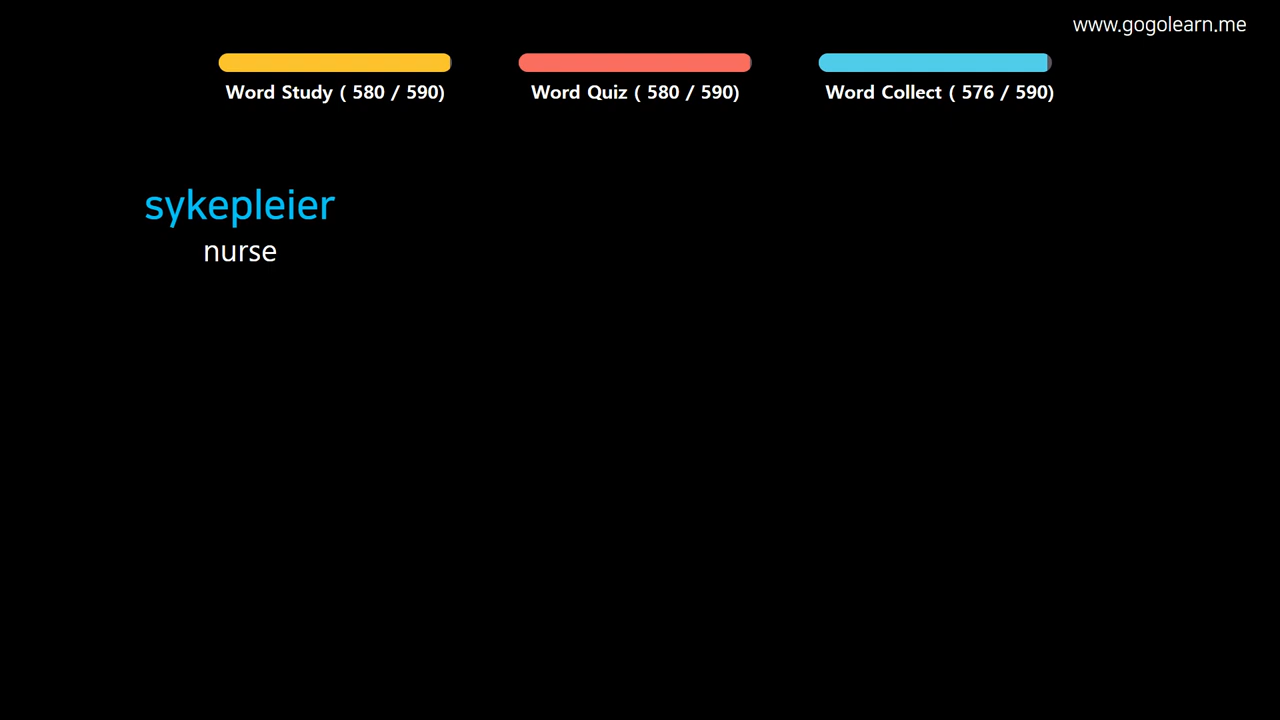 www.gogolearn.me
Word Study ( 580 / 590)
Word Quiz ( 580 / 590)
Word Collect ( 576 / 590)
sykepleier
nurse